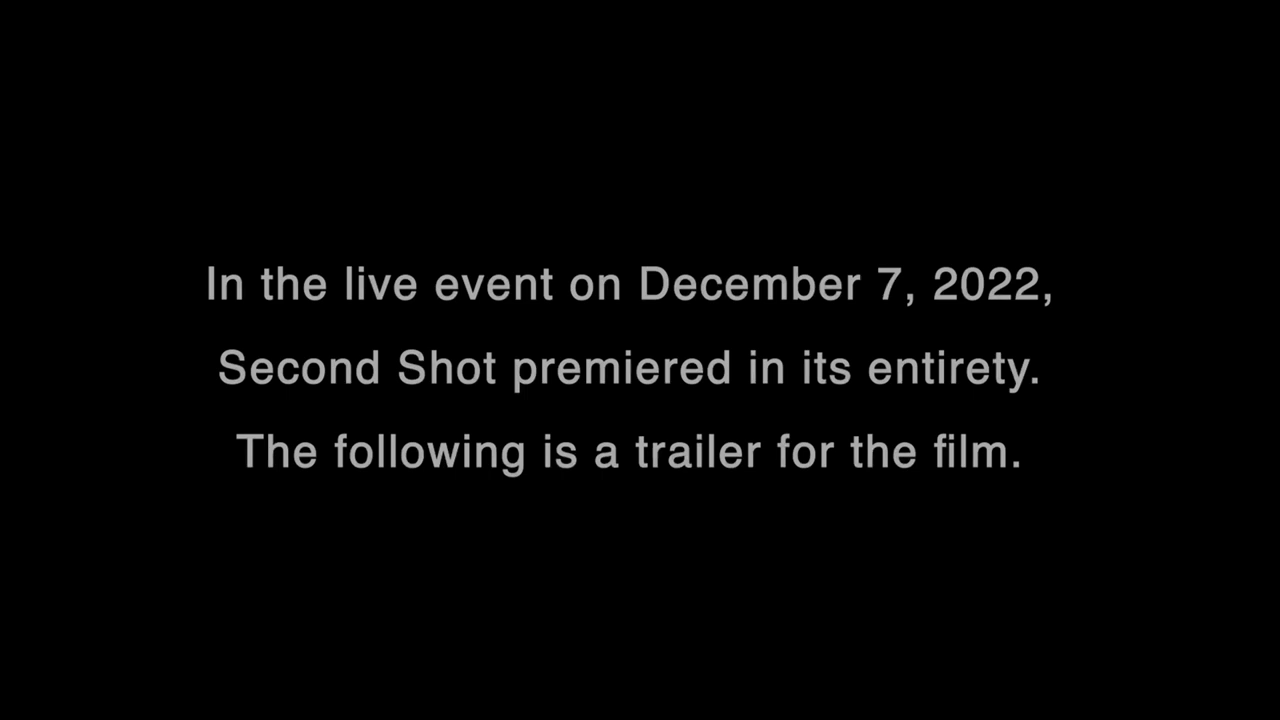 In the live event on December 7, 2022,
Second Shot premiered in its entirety.
The following is a trailer for the film.